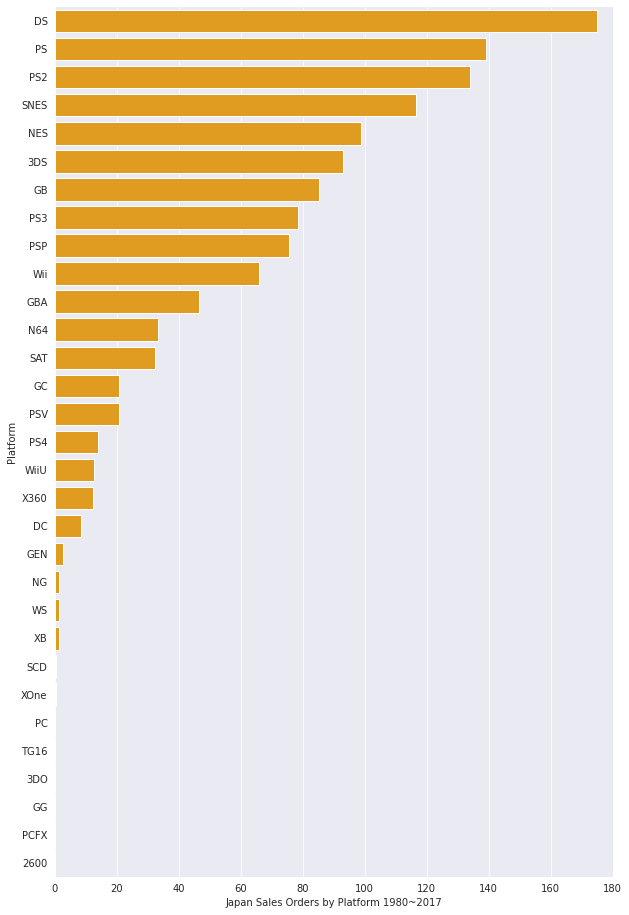 DS
PS
PS2
SNES
NES
3DS
GB
PS3
PSP
Wii
GBA
N64
SAT
GC
PSV
PS4
WiiU
X360
DC
GEN
NG
WS
XB
SCD
XOne
PC
TG16
3DO
GG
PCFX
2600
Platform
0 20 40 60 80 100 120 140 160 180
Japan Sales Orders by Platform 1980~2017